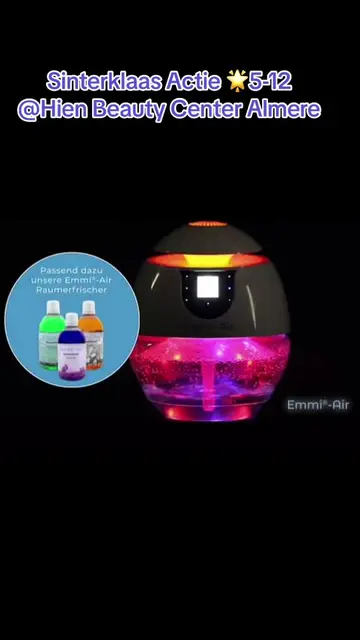 Sinterklaas Actie 🌟5-12
@Hien Beauty Center Almere
Passend dazu
unsere Emmi®-Air
Raumerfrischer
Emmi®-Air